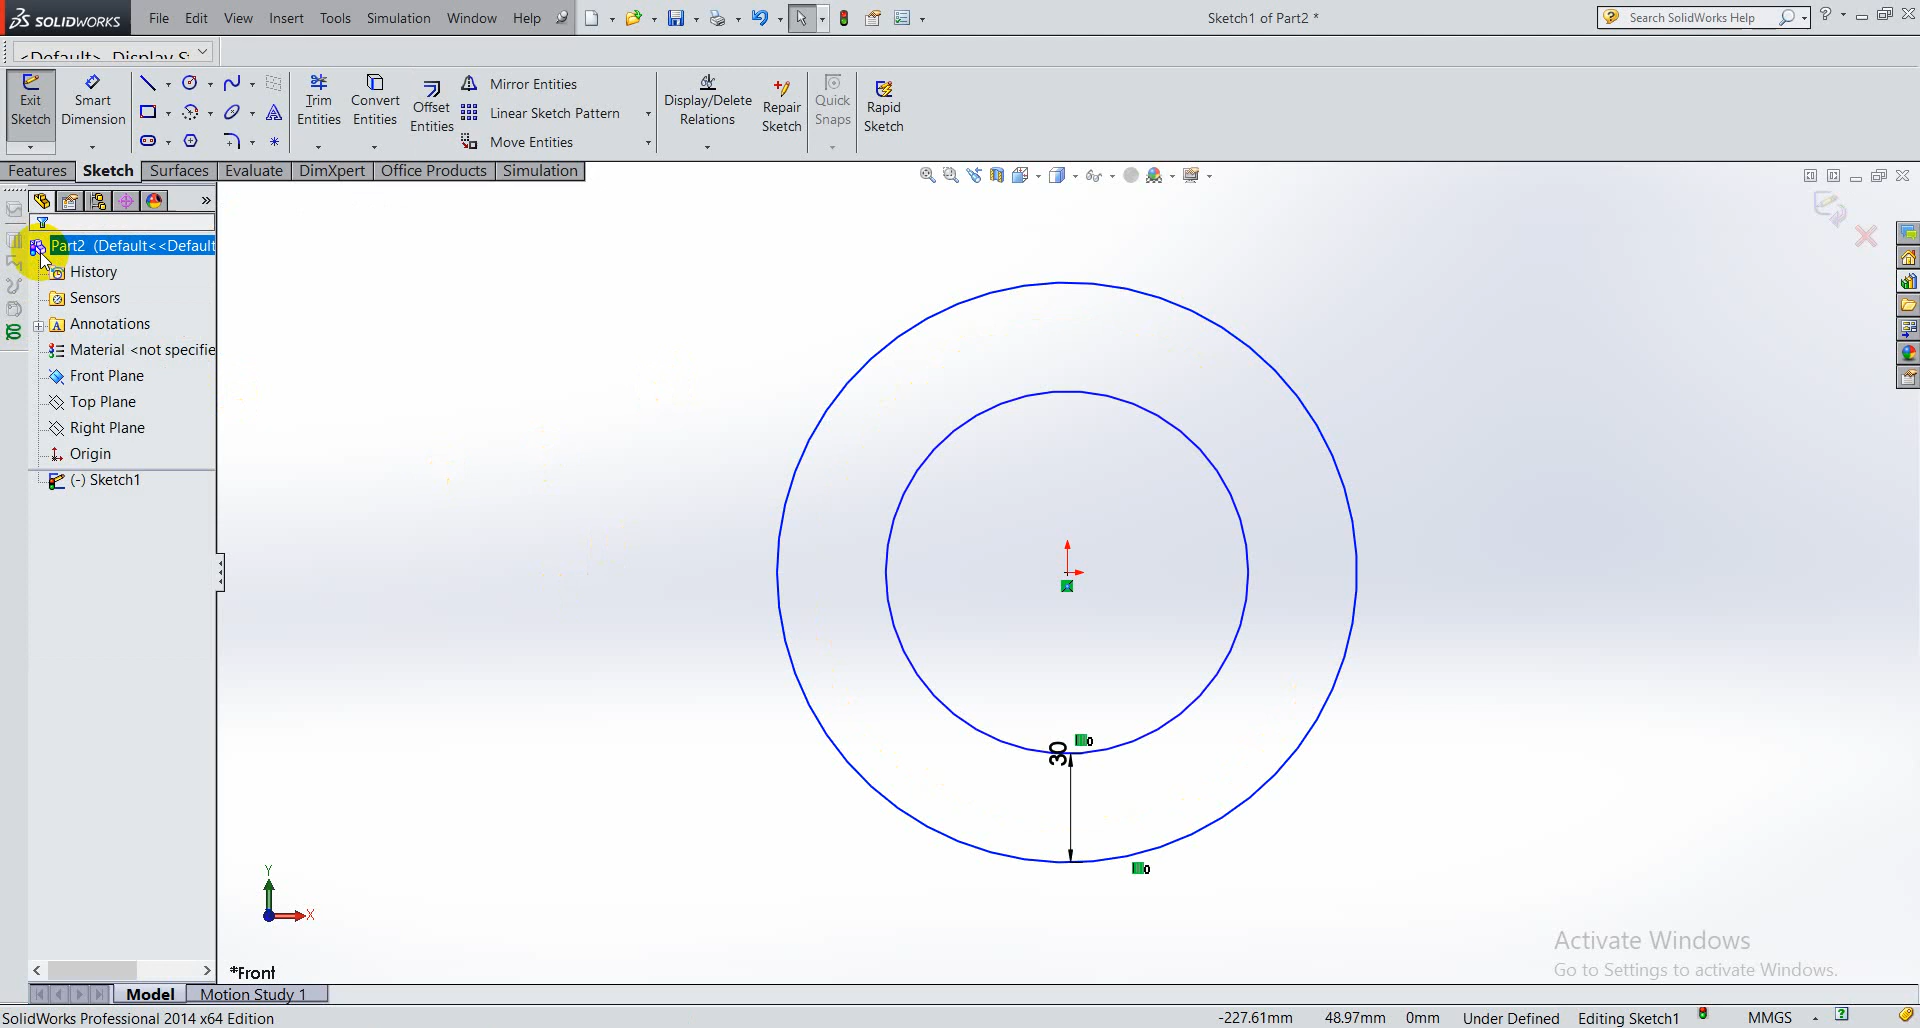 SOLIDWORKS
File Edit View Insert Tools Simulation Window Help
Sketch1 of Part2 *
Search SolidWorks Help
<Default>_Display S
Exit Sketch
Smart Dimension
Trim Entities
Convert Entities
Offset Entities
Mirror Entities
Linear Sketch Pattern
Move Entities
Display/Delete Relations
Repair Sketch
Quick Snaps
Rapid Sketch
Features Sketch Surfaces Evaluate DimXpert Office Products Simulation
Part2 (Default<<Default
History
Sensors
Annotations
Material <not specifie
Front Plane
Top Plane
Right Plane
Origin
(-) Sketch1
30
0
0
Y
X
*Front
Activate Windows
Go to Settings to activate Windows.
Model Motion Study 1
SolidWorks Professional 2014 x64 Edition
-227.61mm 48.97mm 0mm Under Defined Editing Sketch1 MMGS